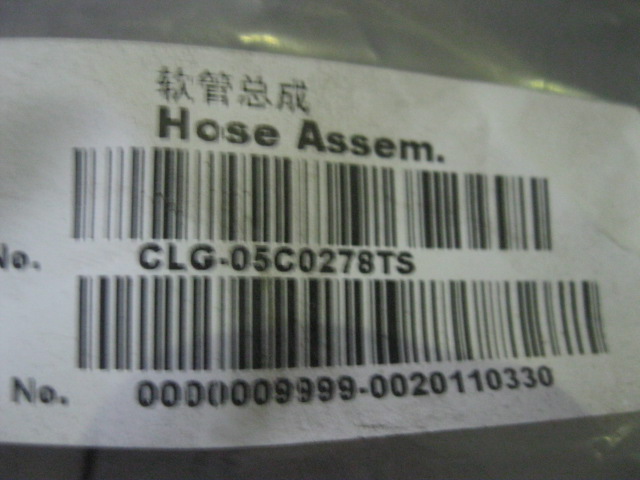 软管总成
Hose Assem.
No. CLG-05C0278TS
No. 0000009999-0020110330